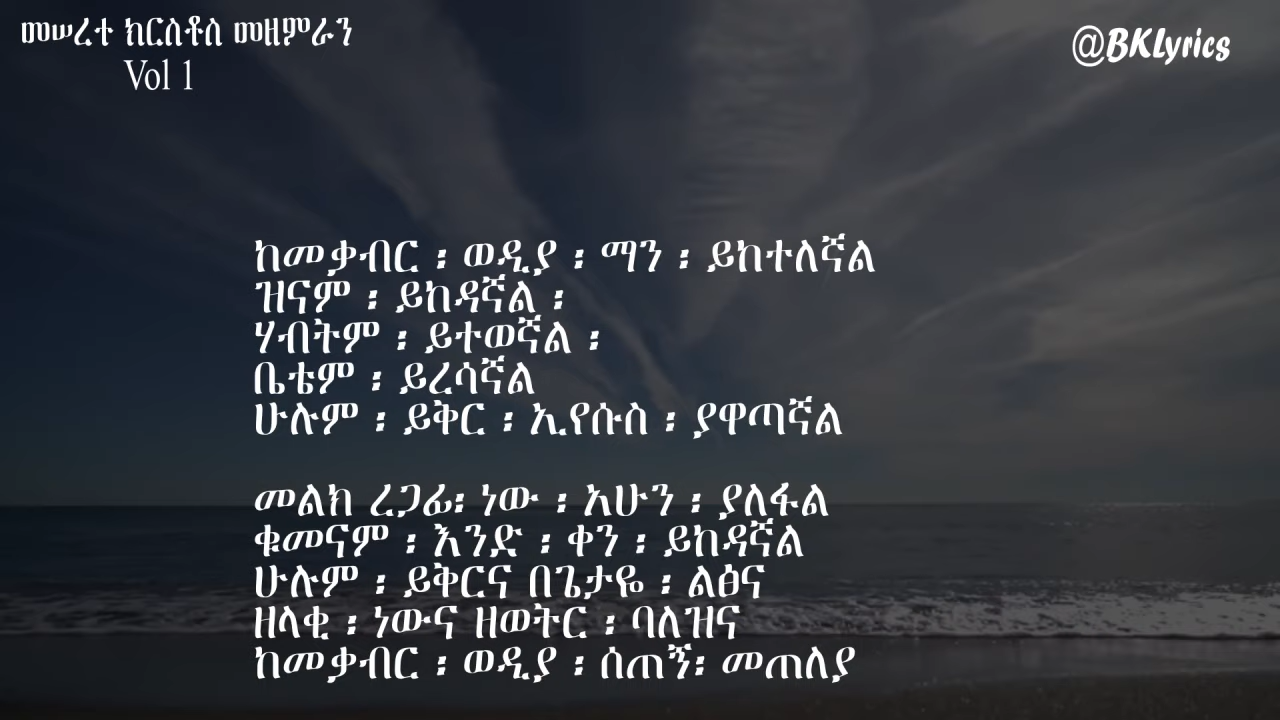 መሠረተ ክርስቶስ መዘምራን
Vol 1
@BKLyrics
ከመቃብር ፡ ወዲያ ፡ ማን ፡ ይከተለኛል
ዝናም ፡ ይከዳኛል ፡
ሃብትም ፡ ይተወኛል ፡
ቤቴም ፡ ይረሳኛል
ሁሉም ፡ ይቅር ፡ ኢየሱስ ፡ ያዋጣኛል
መልክ ረጋፊ፡ ነው ፡ አሁን ፡ ያለፋል
ቁመናም ፡ እንድ ፡ ቀን ፡ ይከዳኛል
ሁሉም ፡ ይቅርና በጌታዬ ፡ ልፅና
ዘላቂ ፡ ነውና ዘወትር ፡ ባለዝና
ከመቃብር ፡ ወዲያ ፡ ሰጠኝ፡ መጠለያ